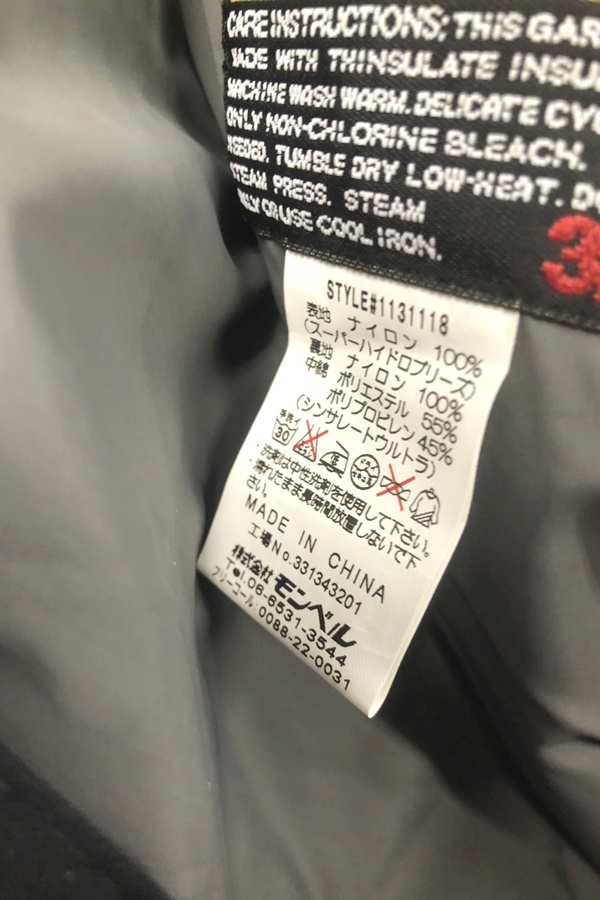 CARE INSTRUCTIONS: THIS GAR
MADE WITH THINSULATE INSU
MACHINE WASH WARM. DELICATE CYC
ONLY NON-CHLORINE BLEACH.
NEEDED. TUMBLE DRY LOW-HEAT. DO
STEAM PRESS. STEAM
ONLY OR USE COOL IRON.
3M
STYLE#1131118
表地 ナイロン 100%
(スーパーハイドロブリーズ)
裏地 ナイロン 100%
中綿 ポリエステル 55%
ポリプロピレン 45%
(シンサレートウルトラ)
手洗イ
30
洗剤は中性洗剤を使用して下さい。
濡れたまま長時間放置しないで下
さい。
MADE IN CHINA
工場No.331343201
株式会社モンベル
Tel.06-6531-3544
フリーコール:0088-22-0031